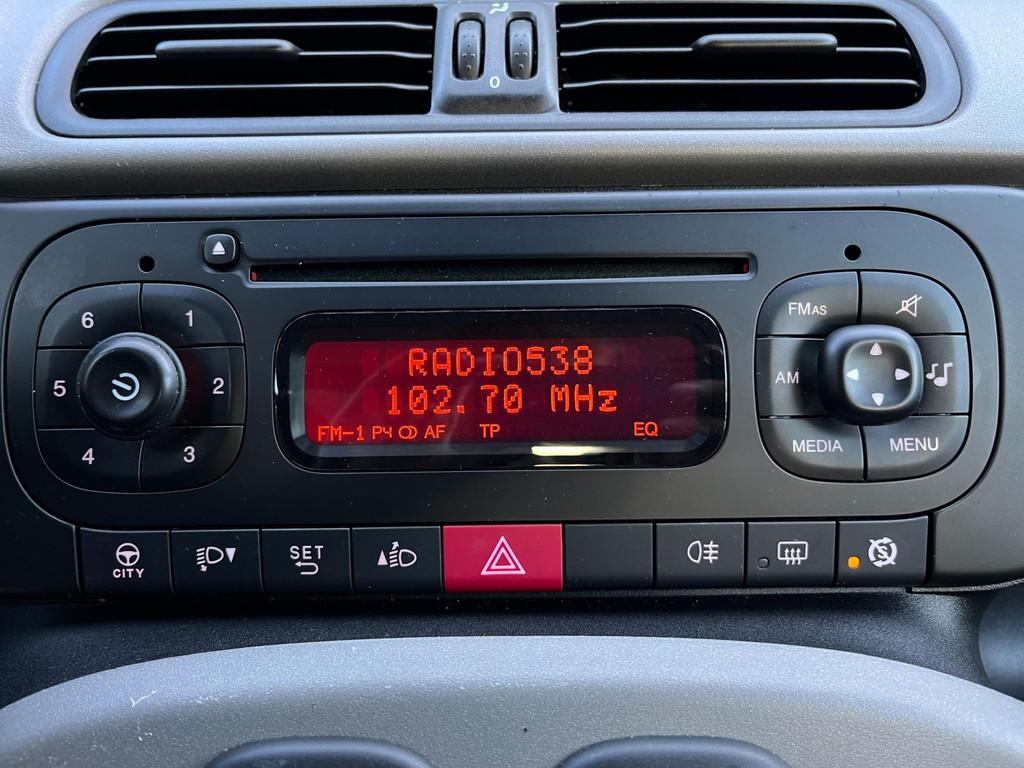 0
6 1
5 2
4 3
RADIO538
102.70 MHz
FM-1 P4 AF TP EQ
FMAS
AM
MEDIA MENU
CITY
SET